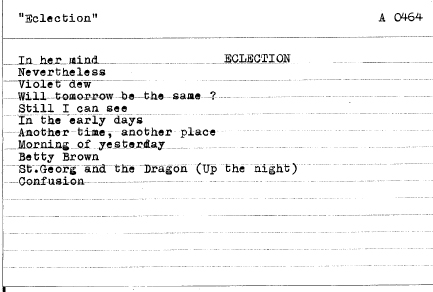 "Eclection" A 0464
In her mind ECLECTION
Nevertheless
Violet dew
Will tomorrow be the same ?
Still I can see
In the early days
Another time, another place
Morning of yesterday
Betty Brown
St.Georg and the Dragon (Up the night)
Confusion